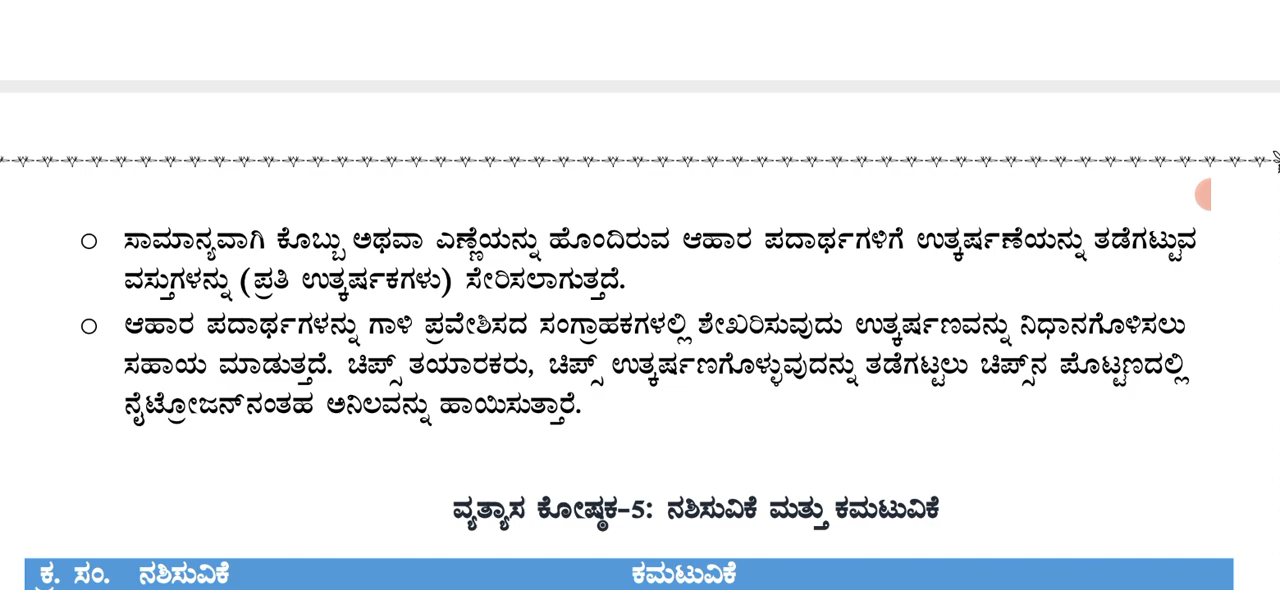 ○ ಸಾಮಾನ್ಯವಾಗಿ ಕೊಬ್ಬು ಅಥವಾ ಎಣ್ಣೆಯನ್ನು ಹೊಂದಿರುವ ಆಹಾರ ಪದಾರ್ಥಗಳಿಗೆ ಉತ್ಕರ್ಷಣೆಯನ್ನು ತಡೆಗಟ್ಟುವ
ವಸ್ತುಗಳನ್ನು (ಪ್ರತಿ ಉತ್ಕರ್ಷಕಗಳು) ಸೇರಿಸಲಾಗುತ್ತದೆ.
○ ಆಹಾರ ಪದಾರ್ಥಗಳನ್ನು ಗಾಳಿ ಪ್ರವೇಶಿಸದ ಸಂಗ್ರಾಹಕಗಳಲ್ಲಿ ಶೇಖರಿಸುವುದು ಉತ್ಕರ್ಷಣವನ್ನು ನಿಧಾನಗೊಳಿಸಲು
ಸಹಾಯ ಮಾಡುತ್ತದೆ. ಚಿಪ್ಸ್ ತಯಾರಕರು, ಚಿಪ್ಸ್ ಉತ್ಕರ್ಷಣಗೊಳ್ಳುವುದನ್ನು ತಡೆಗಟ್ಟಲು ಚಿಪ್ಸ್‌ನ ಪೊಟ್ಟಣದಲ್ಲಿ
ನೈಟ್ರೋಜನ್‌ನಂತಹ ಅನಿಲವನ್ನು ಹಾಯಿಸುತ್ತಾರೆ.
ವ್ಯತ್ಯಾಸ ಕೋಷ್ಠಕ-5: ನಶಿಸುವಿಕೆ ಮತ್ತು ಕಮಟುವಿಕೆ
ಕ್ರ. ಸಂ. ನಶಿಸುವಿಕೆ ಕಮಟುವಿಕೆ